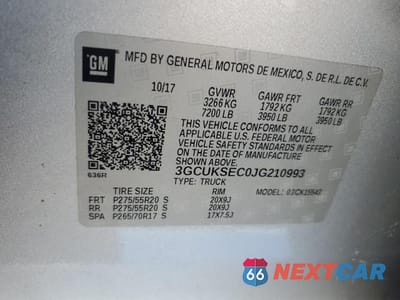 GM
MFD BY GENERAL MOTORS DE MEXICO, S. DE R.L. DE C.V.
10/17 GVWR GAWR FRT GAWR RR
3266 KG 1792 KG 1792 KG
7200 LB 3950 LB 3950 LB
THIS VEHICLE CONFORMS TO ALL
APPLICABLE U.S. FEDERAL MOTOR
VEHICLE SAFETY
IN EFFECT ON THE DATE OF
MANUFACTURE SHOWN ABOVE.
3GCUKSEC0JG210993
636R TYPE: TRUCK MODEL:
TIRE SIZE RIM
FRT P275/55R20 S 20X9J
RR P275/55R20 S 20X9J
SPA P265/70R17 S 17X7.5J
66 NEXTCAR